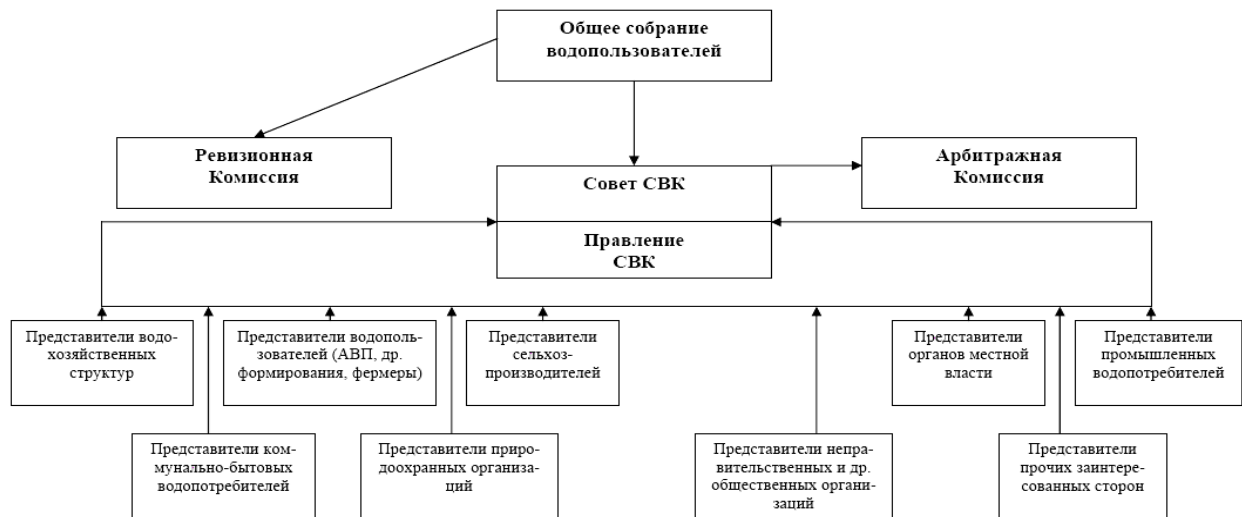 Общее собрание
водопользователей
Ревизионная
Комиссия
Совет СВК
Арбитражная
Комиссия
Правление
СВК
Представители водо-
хозяйственных
структур
Представители водополь-
зователей (АВП, др.
формирования, фермеры)
Представители
сельхоз-
производителей
Представители
органов местной
власти
Представители
промышленных
водопотребителей
Представители ком-
мунально-бытовых
водопотребителей
Представители приро-
доохранных организа-
ций
Представители непра-
вительственных и др.
общественных органи-
заций
Представители
прочих заинтере-
сованных сторон